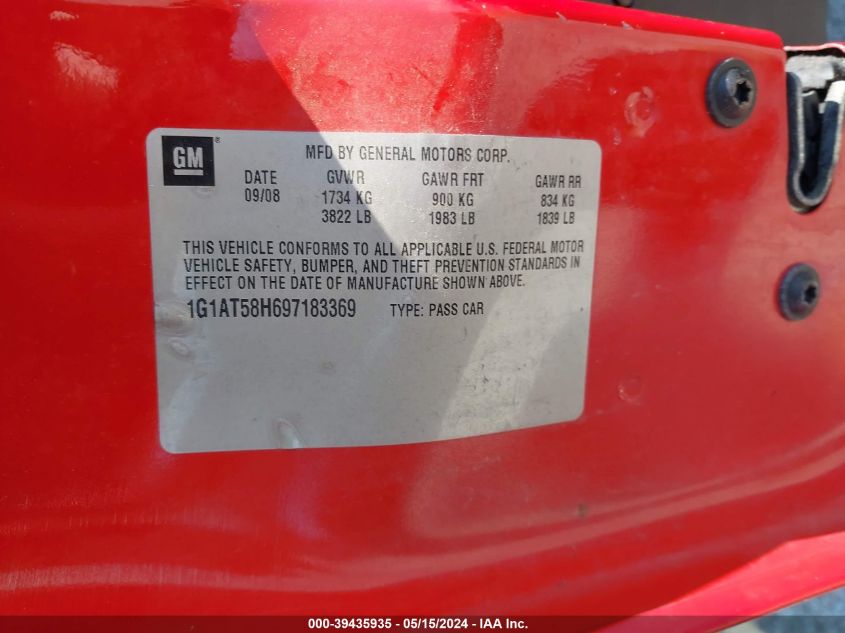 GM ®
MFD BY GENERAL MOTORS CORP.
DATE GVWR GAWR FRT GAWR RR
09/08 1734 KG 900 KG 834 KG
3822 LB 1983 LB 1839 LB
THIS VEHICLE CONFORMS TO ALL APPLICABLE U.S. FEDERAL MOTOR
VEHICLE SAFETY, BUMPER, AND THEFT PREVENTION STANDARDS IN
EFFECT ON THE DATE OF MANUFACTURE SHOWN ABOVE.
1G1AT58H697183369 TYPE: PASS CAR
000-39435935 - 05/15/2024 - IAA Inc.